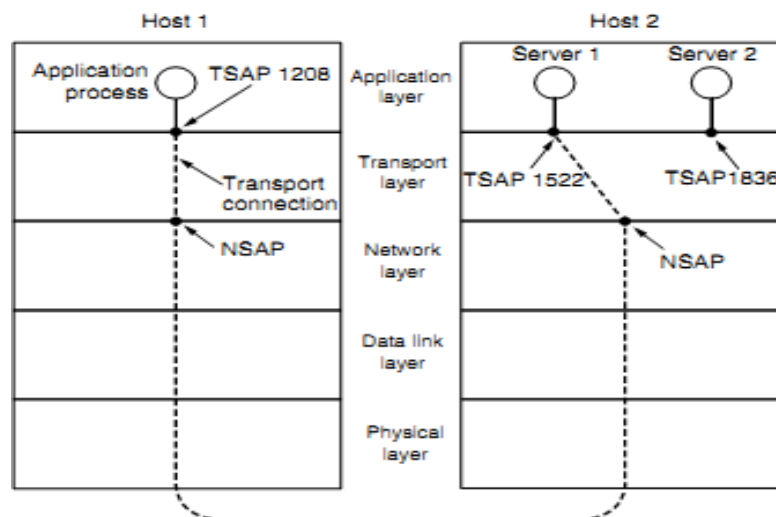 Host 1
Host 2
Application
process
TSAP 1208
Application
layer
Server 1
Server 2
Transport
connection
Transport
layer
TSAP 1522
TSAP1836
NSAP
Network
layer
NSAP
Data link
layer
Physical
layer